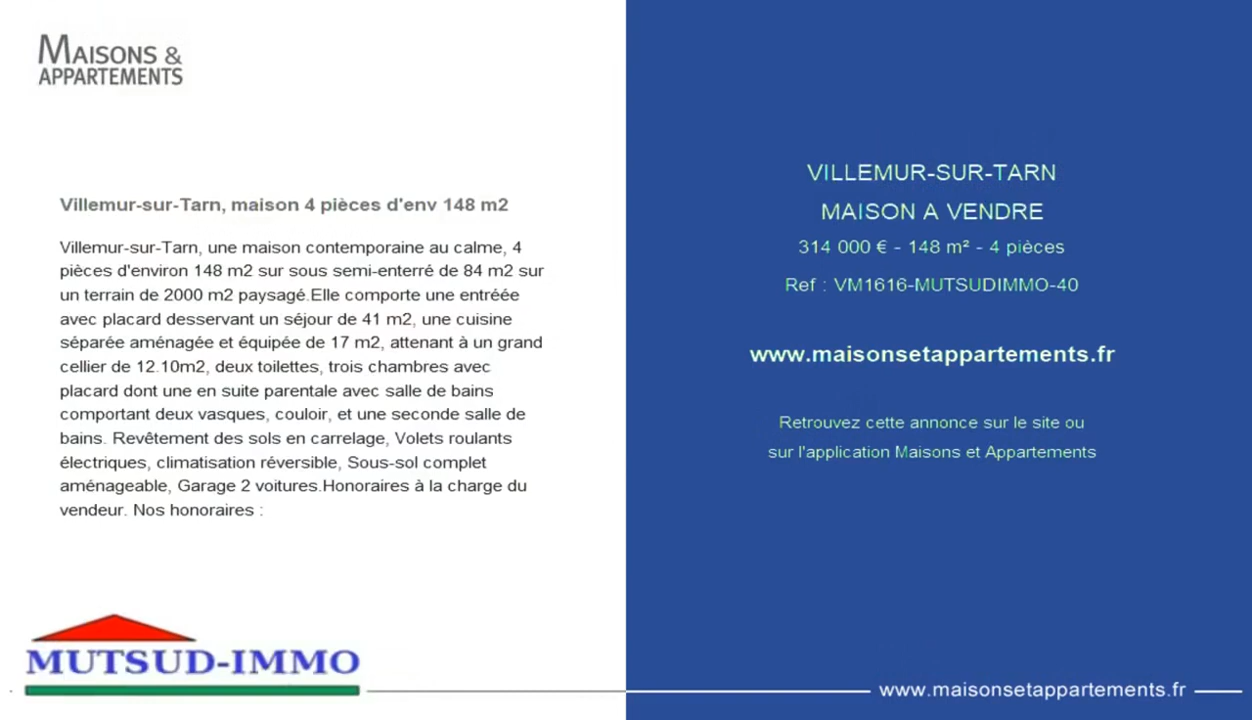 MAISONS &
APPARTEMENTS
Villemur-sur-Tarn, maison 4 pièces d'env 148 m2
Villemur-sur-Tarn, une maison contemporaine au calme, 4
pièces d'environ 148 m2 sur sous semi-enterré de 84 m2 sur
un terrain de 2000 m2 paysagé.Elle comporte une entréée
avec placard desservant un séjour de 41 m2, une cuisine
séparée aménagée et équipée de 17 m2, attenant à un grand
cellier de 12.10m2, deux toilettes, trois chambres avec
placard dont une en suite parentale avec salle de bains
comportant deux vasques, couloir, et une seconde salle de
bains. Revêtement des sols en carrelage, Volets roulants
électriques, climatisation réversible, Sous-sol complet
aménageable, Garage 2 voitures.Honoraires à la charge du
vendeur. Nos honoraires :
MUTSUD-IMMO
VILLEMUR-SUR-TARN
MAISON A VENDRE
314 000 € - 148 m² - 4 pièces
Ref : VM1616-MUTSUDIMMO-40
www.maisonsetappartements.fr
Retrouvez cette annonce sur le site ou
sur l'application Maisons et Appartements
www.maisonsetappartements.fr